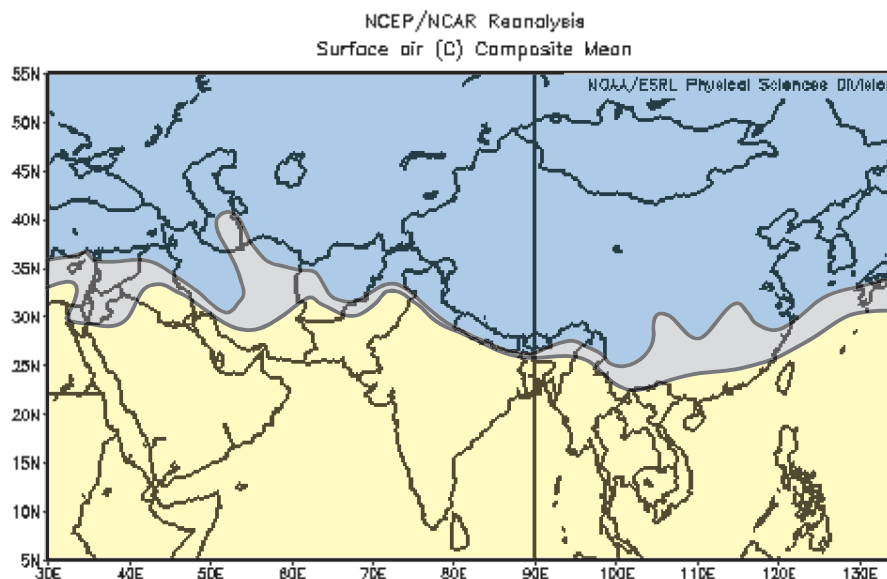 NCEP/NCAR Reanalysis
Surface air (C) Composite Mean
NOAA/ESRL Physical Sciences Division
55N
50N
45N
40N
35N
30N
25N
20N
15N
10N
5N
30E 40E 50E 60E 70E 80E 90E 100E 110E 120E 130E